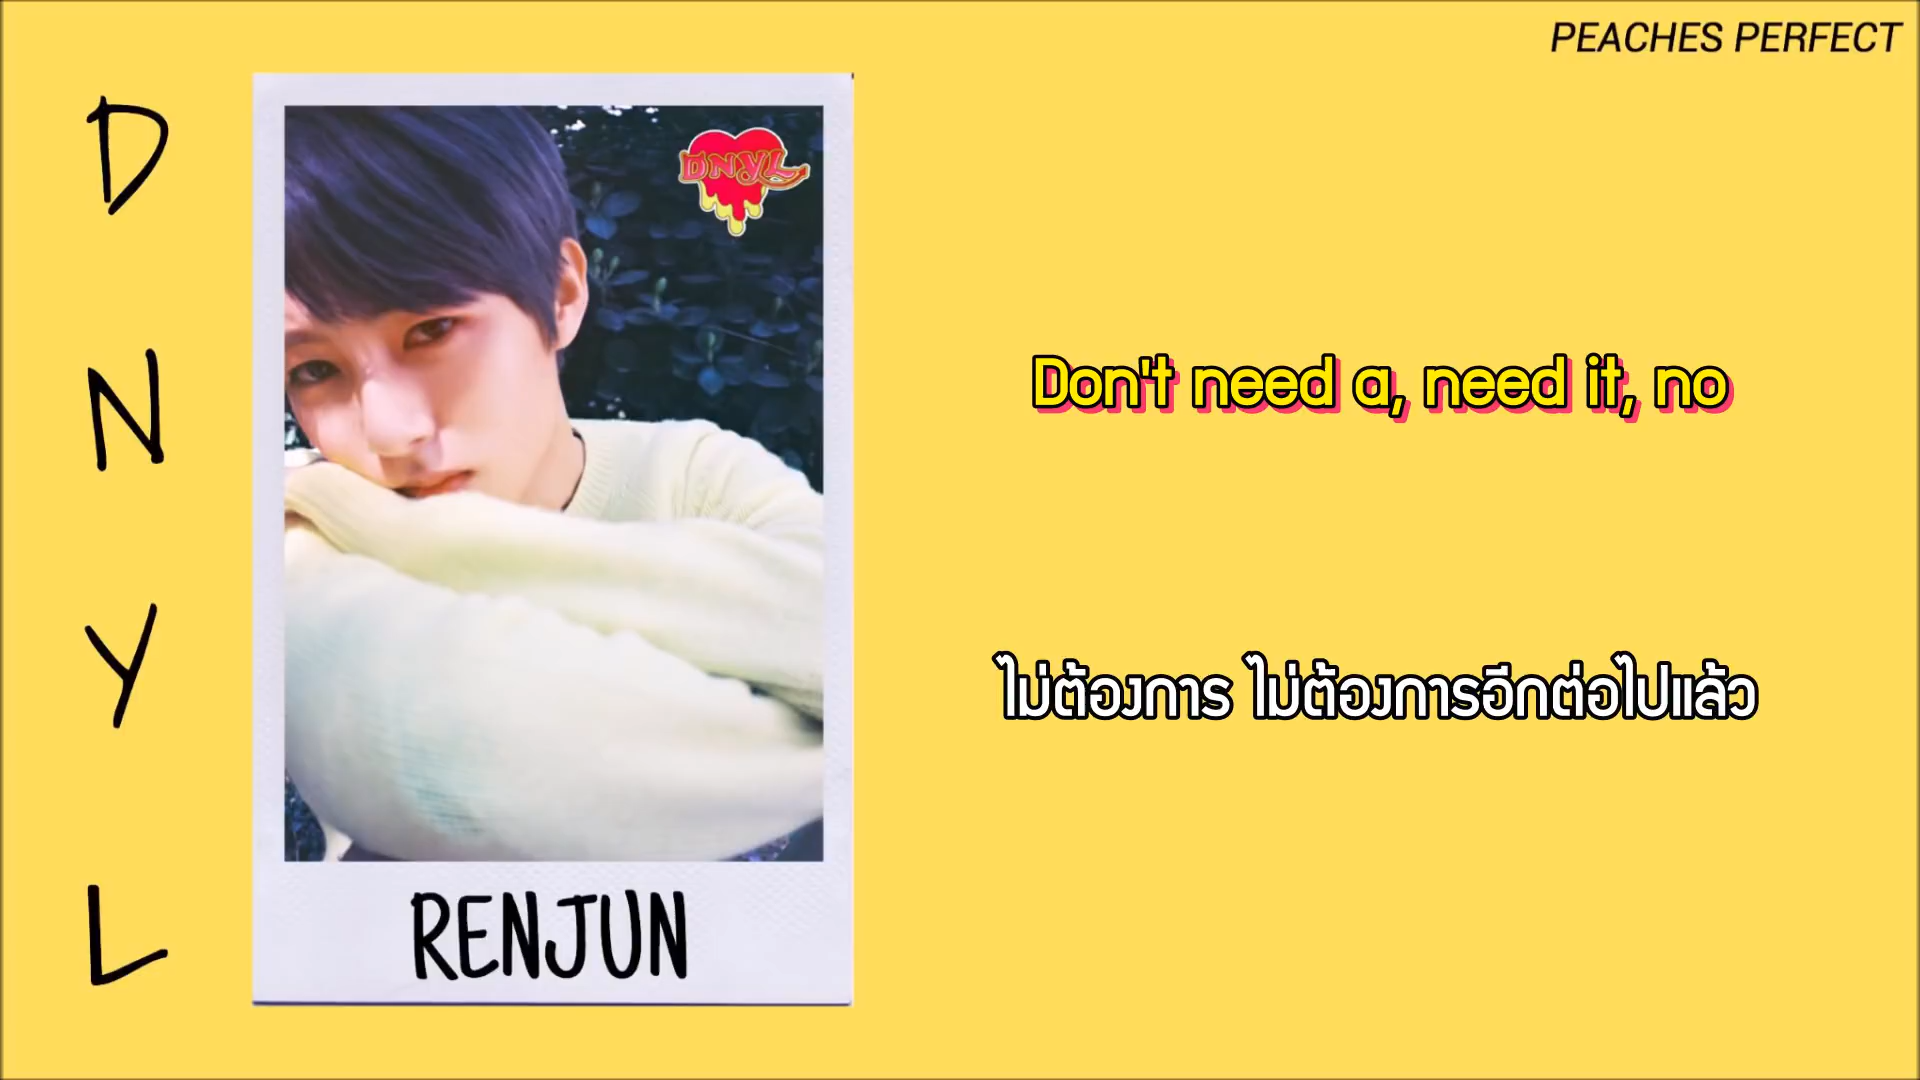 PEACHES PERFECT
D
N
Y
L
DNYL
Don't need a, need it, no
ไม่ต้องการ ไม่ต้องการอีกต่อไปแล้ว
RENJUN